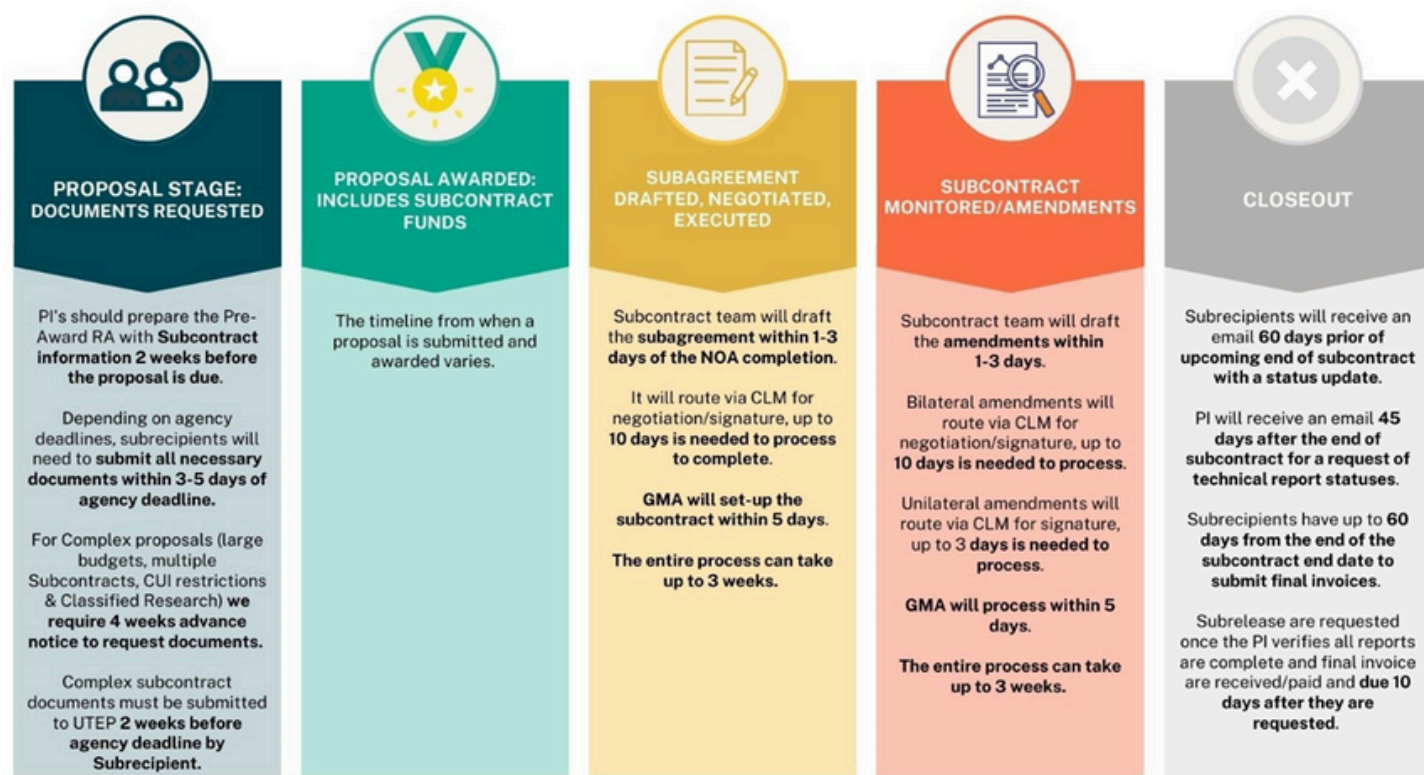 PROPOSAL STAGE:
DOCUMENTS REQUESTED
PI's should prepare the Pre-
Award RA with Subcontract
information 2 weeks before
the proposal is due.
Depending on agency
deadlines, subrecipients will
need to submit all necessary
documents within 3-5 days of
agency deadline.
For Complex proposals (large
budgets, multiple
Subcontracts, CUI restrictions
& Classified Research) we
require 4 weeks advance
notice to request documents.
Complex subcontract
documents must be submitted
to UTEP 2 weeks before
agency deadline by
Subrecipient.
PROPOSAL AWARDED:
INCLUDES SUBCONTRACT
FUNDS
The timeline from when a
proposal is submitted and
awarded varies.
SUBAGREEMENT
DRAFTED, NEGOTIATED,
EXECUTED
Subcontract team will draft
the subagreement within 1-3
days of the NOA completion.
It will route via CLM for
negotiation/signature, up to
10 days is needed to process
to complete.
GMA will set-up the
subcontract within 5 days.
The entire process can take
up to 3 weeks.
SUBCONTRACT
MONITORED/AMENDMENTS
Subcontract team will draft
the amendments within
1-3 days.
Bilateral amendments will
route via CLM for
negotiation/signature, up to
10 days is needed to process.
Unilateral amendments will
route via CLM for signature,
up to 3 days is needed to
process.
GMA will process within 5
days.
The entire process can take
up to 3 weeks.
CLOSEOUT
Subrecipients will receive an
email 60 days prior of
upcoming end of subcontract
with a status update.
PI will receive an email 45
days after the end of
subcontract for a request of
technical report statuses.
Subrecipients have up to 60
days from the end of the
subcontract end date to
submit final invoices.
Subrelease are requested
once the PI verifies all reports
are complete and final invoice
are received/paid and due 10
days after they are
requested.